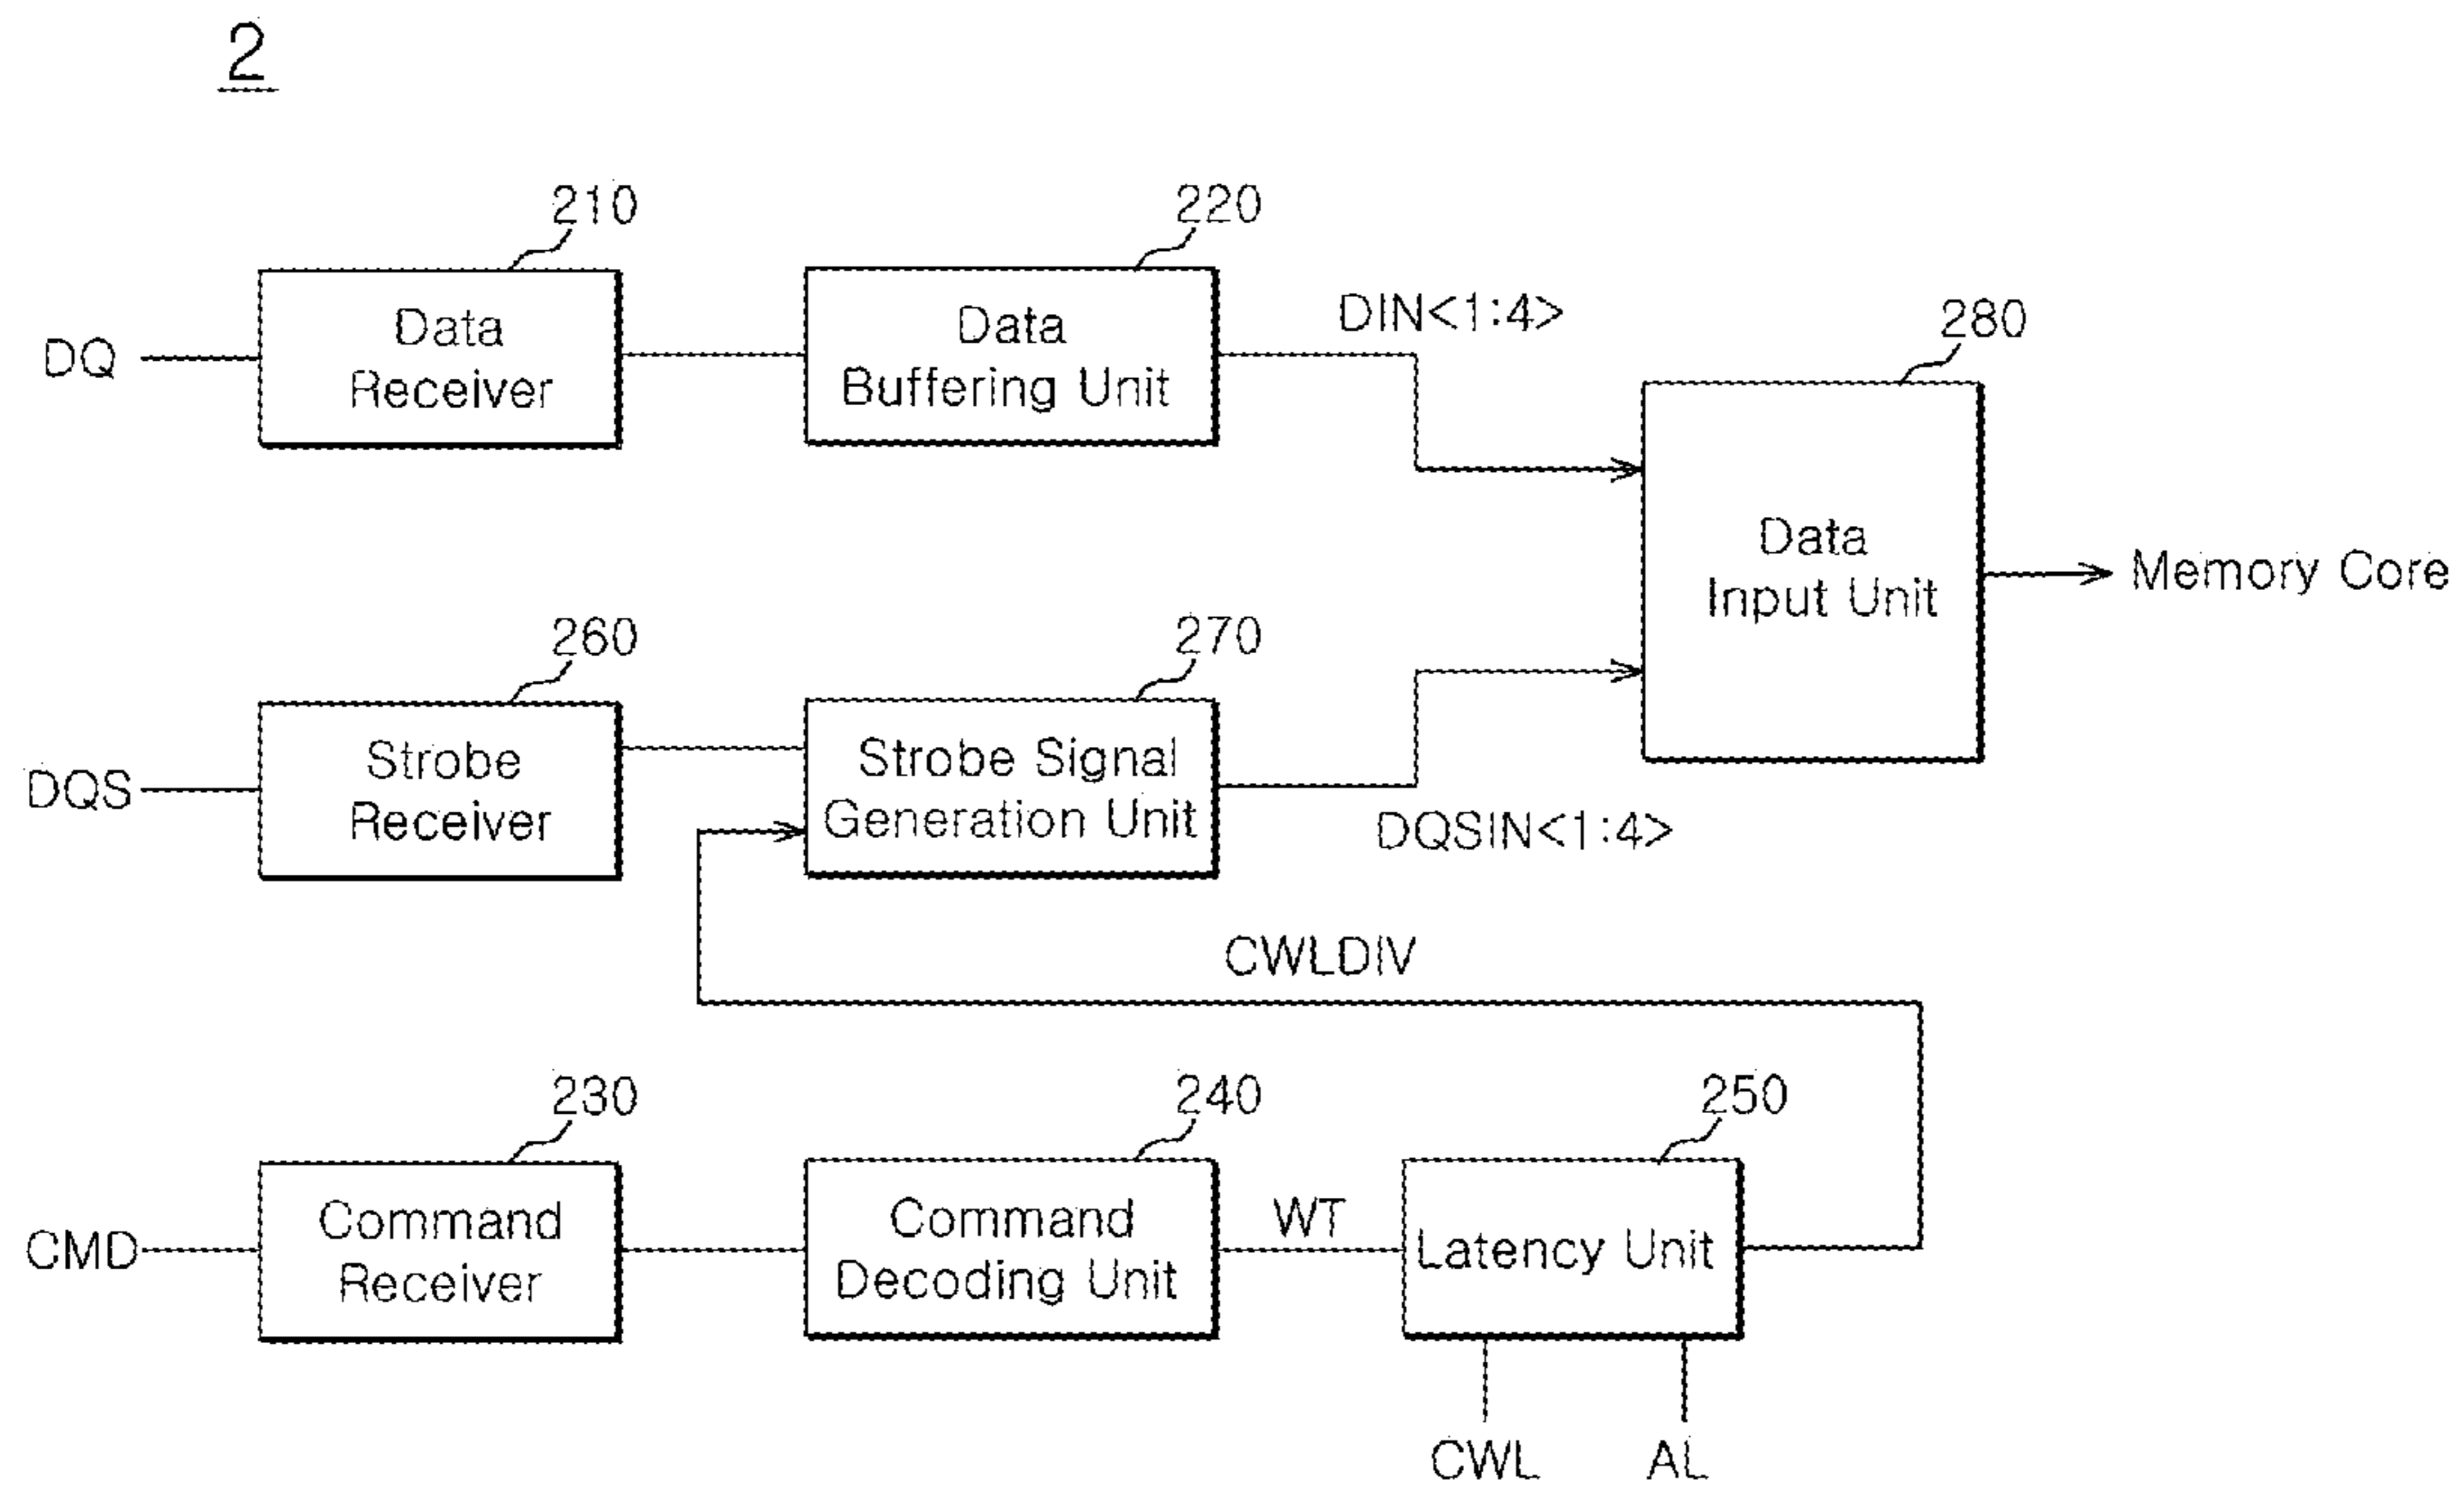 2
210
220
DIN<1:4>
280
DQ
Data
Receiver
Data
Buffering Unit
Data
Input Unit
Memory Core
260
270
DQS
Strobe
Receiver
Strobe Signal
Generation Unit
DQSIN<1:4>
CWLDIV
230
240
250
CMD
Command
Receiver
Command
Decoding Unit
WT
Latency Unit
CWL
AL